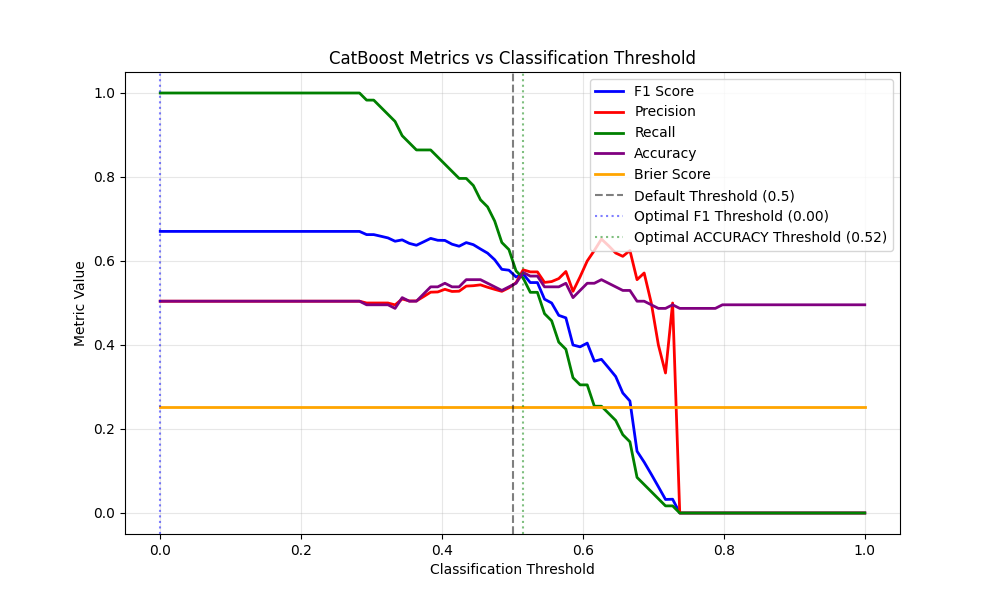 CatBoost Metrics vs Classification Threshold
Metric Value
1.0
0.8
0.6
0.4
0.2
0.0
F1 Score
Precision
Recall
Accuracy
Brier Score
Default Threshold (0.5)
Optimal F1 Threshold (0.00)
Optimal ACCURACY Threshold (0.52)
0.0 0.2 0.4 0.6 0.8 1.0
Classification Threshold